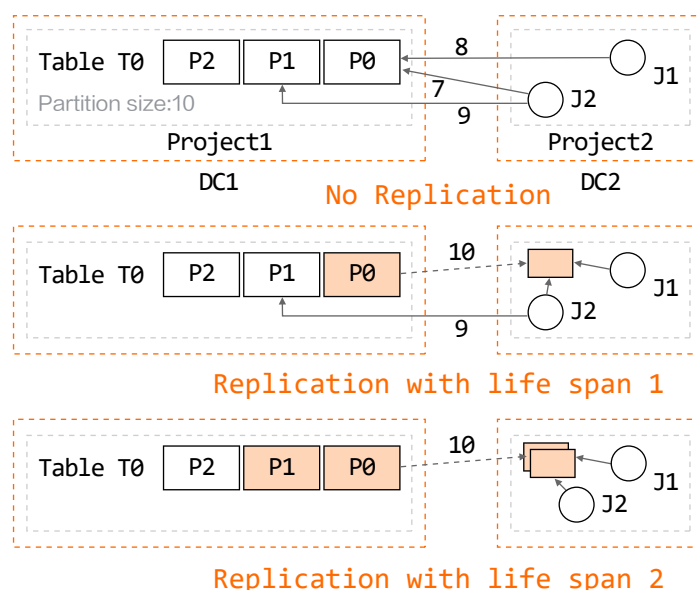 Table T0 P2 P1 P0 8 J1
Partition size:10 7 J2
9
Project1 Project2
DC1 DC2
No Replication
Table T0 P2 P1 P0 10 J1
J2
9
Replication with life span 1
Table T0 P2 P1 P0 10 J1
J2
Replication with life span 2